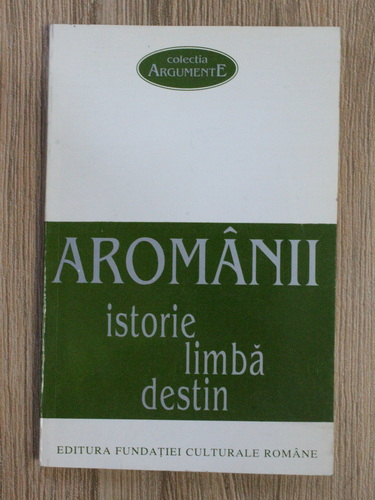 colectia
ARGUMENTE
AROMÂNII
istorie
limbă
destin
EDITURA FUNDAȚIEI CULTURALE ROMÂNE